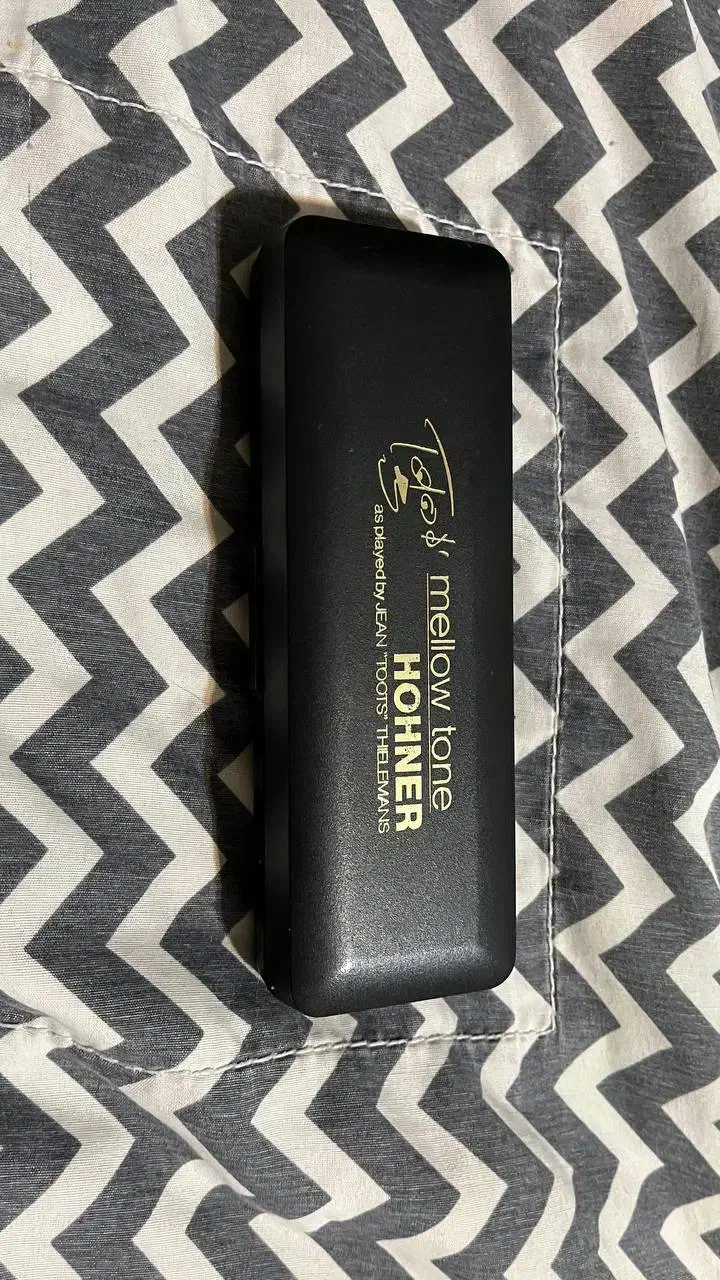 Toots' mellow tone
HOHNER
as played by JEAN "TOOTS" THIELEMANS